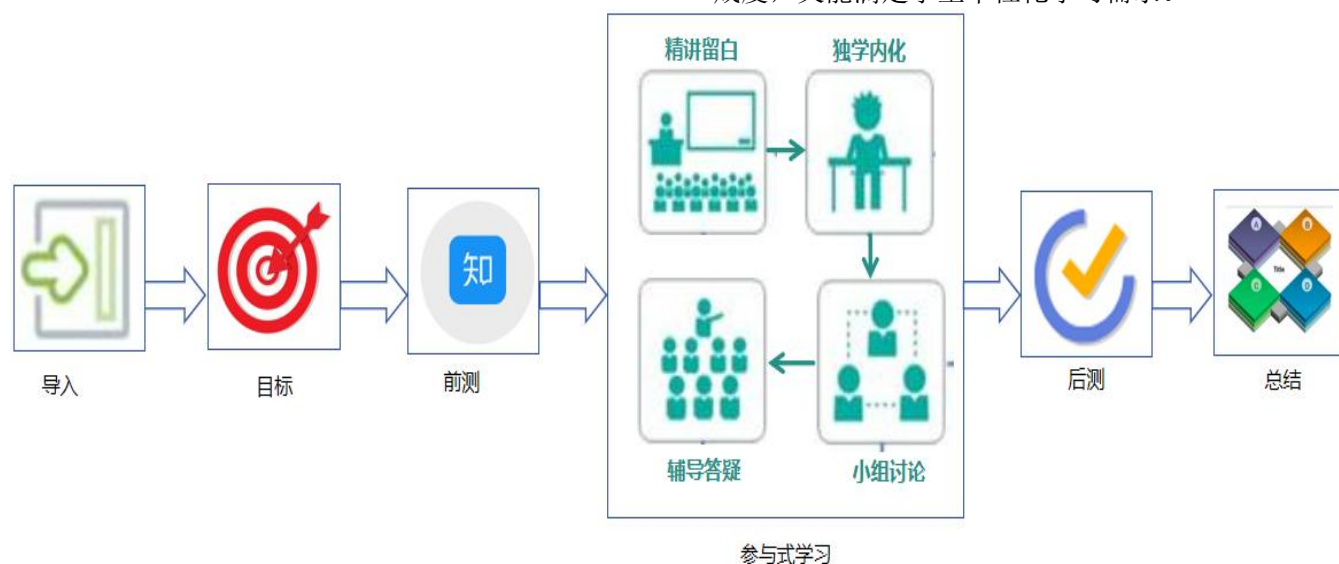 精讲留白
独学内化
知
Title
A
B
C
D
导入
目标
前测
后测
总结
辅导答疑
小组讨论
参与式学习